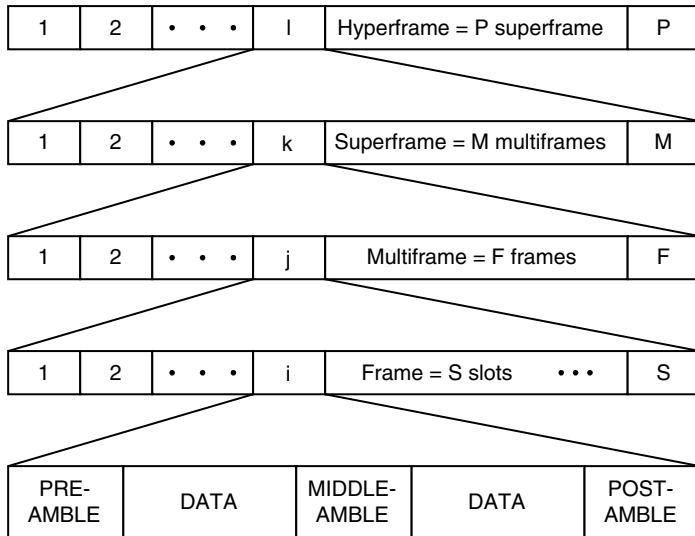 1 2 • • • l Hyperframe = P superframe P
1 2 • • • k Superframe = M multiframes M
1 2 • • • j Multiframe = F frames F
1 2 • • • i Frame = S slots • • • S
PRE-
AMBLE
DATA
MIDDLE-
AMBLE
DATA
POST-
AMBLE